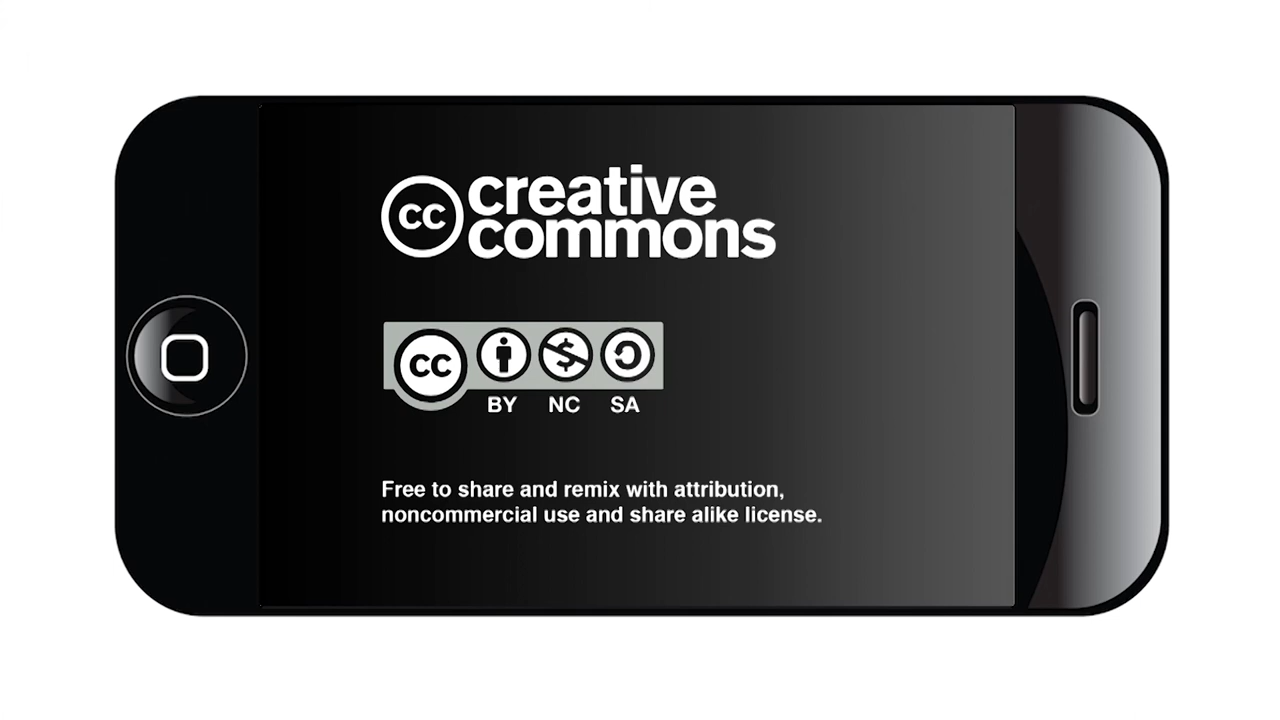 cc creative
commons
cc
BY NC SA
Free to share and remix with attribution,
noncommercial use and share alike license.